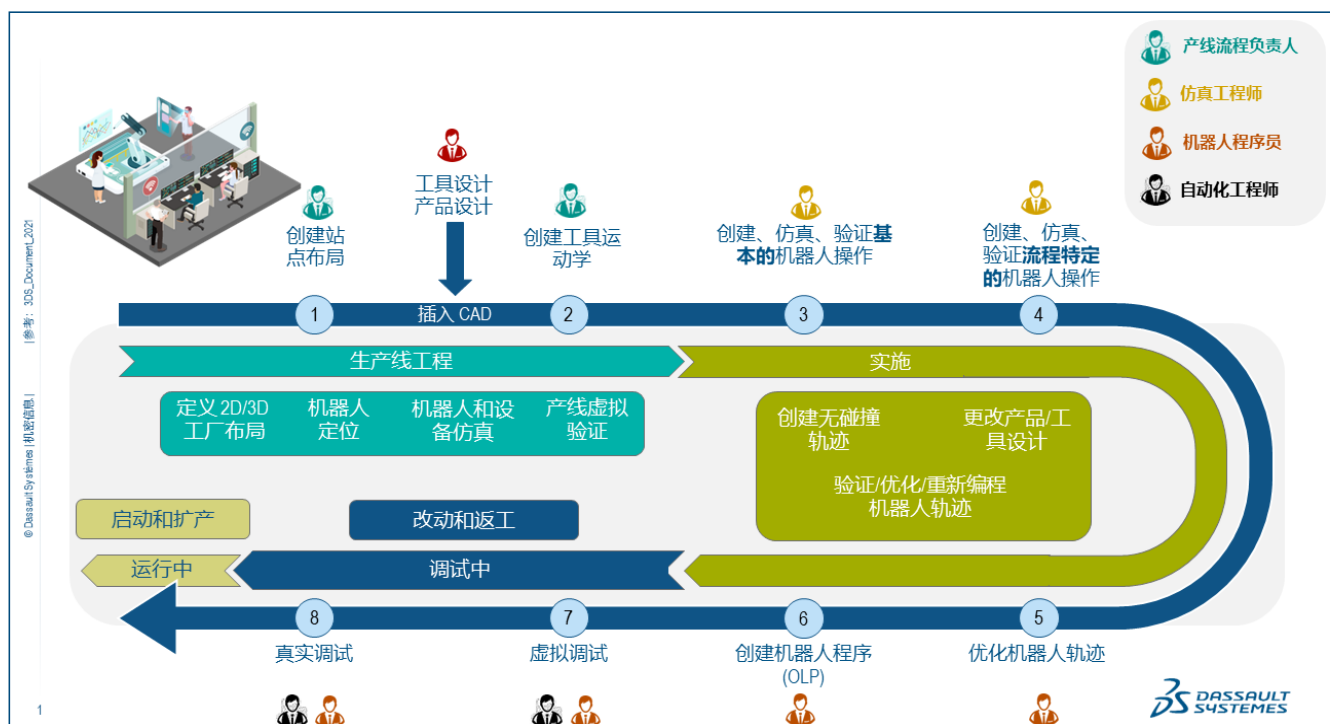 产线流程负责人
仿真工程师
机器人程序员
自动化工程师
工具设计
产品设计
创建站
点布局
创建工具运
动学
创建、仿真、验证基
本的机器人操作
创建、仿真、
验证流程特定
的机器人操作
1
插入 CAD
2
3
4
生产线工程
实施
定义 2D/3D
工厂布局
机器人
定位
机器人和设
备仿真
产线虚拟
验证
创建无碰撞
轨迹
更改产品/工
具设计
验证/优化/重新编程
机器人轨迹
启动和扩产
改动和返工
运行中
调试中
8
7
6
5
真实调试
虚拟调试
创建机器人程序
(OLP)
优化机器人轨迹
© Dassault Systèmes | 机密信息 | | 参考： 3DS_Document_2021
1
3DS DASSAULT
SYSTEMES